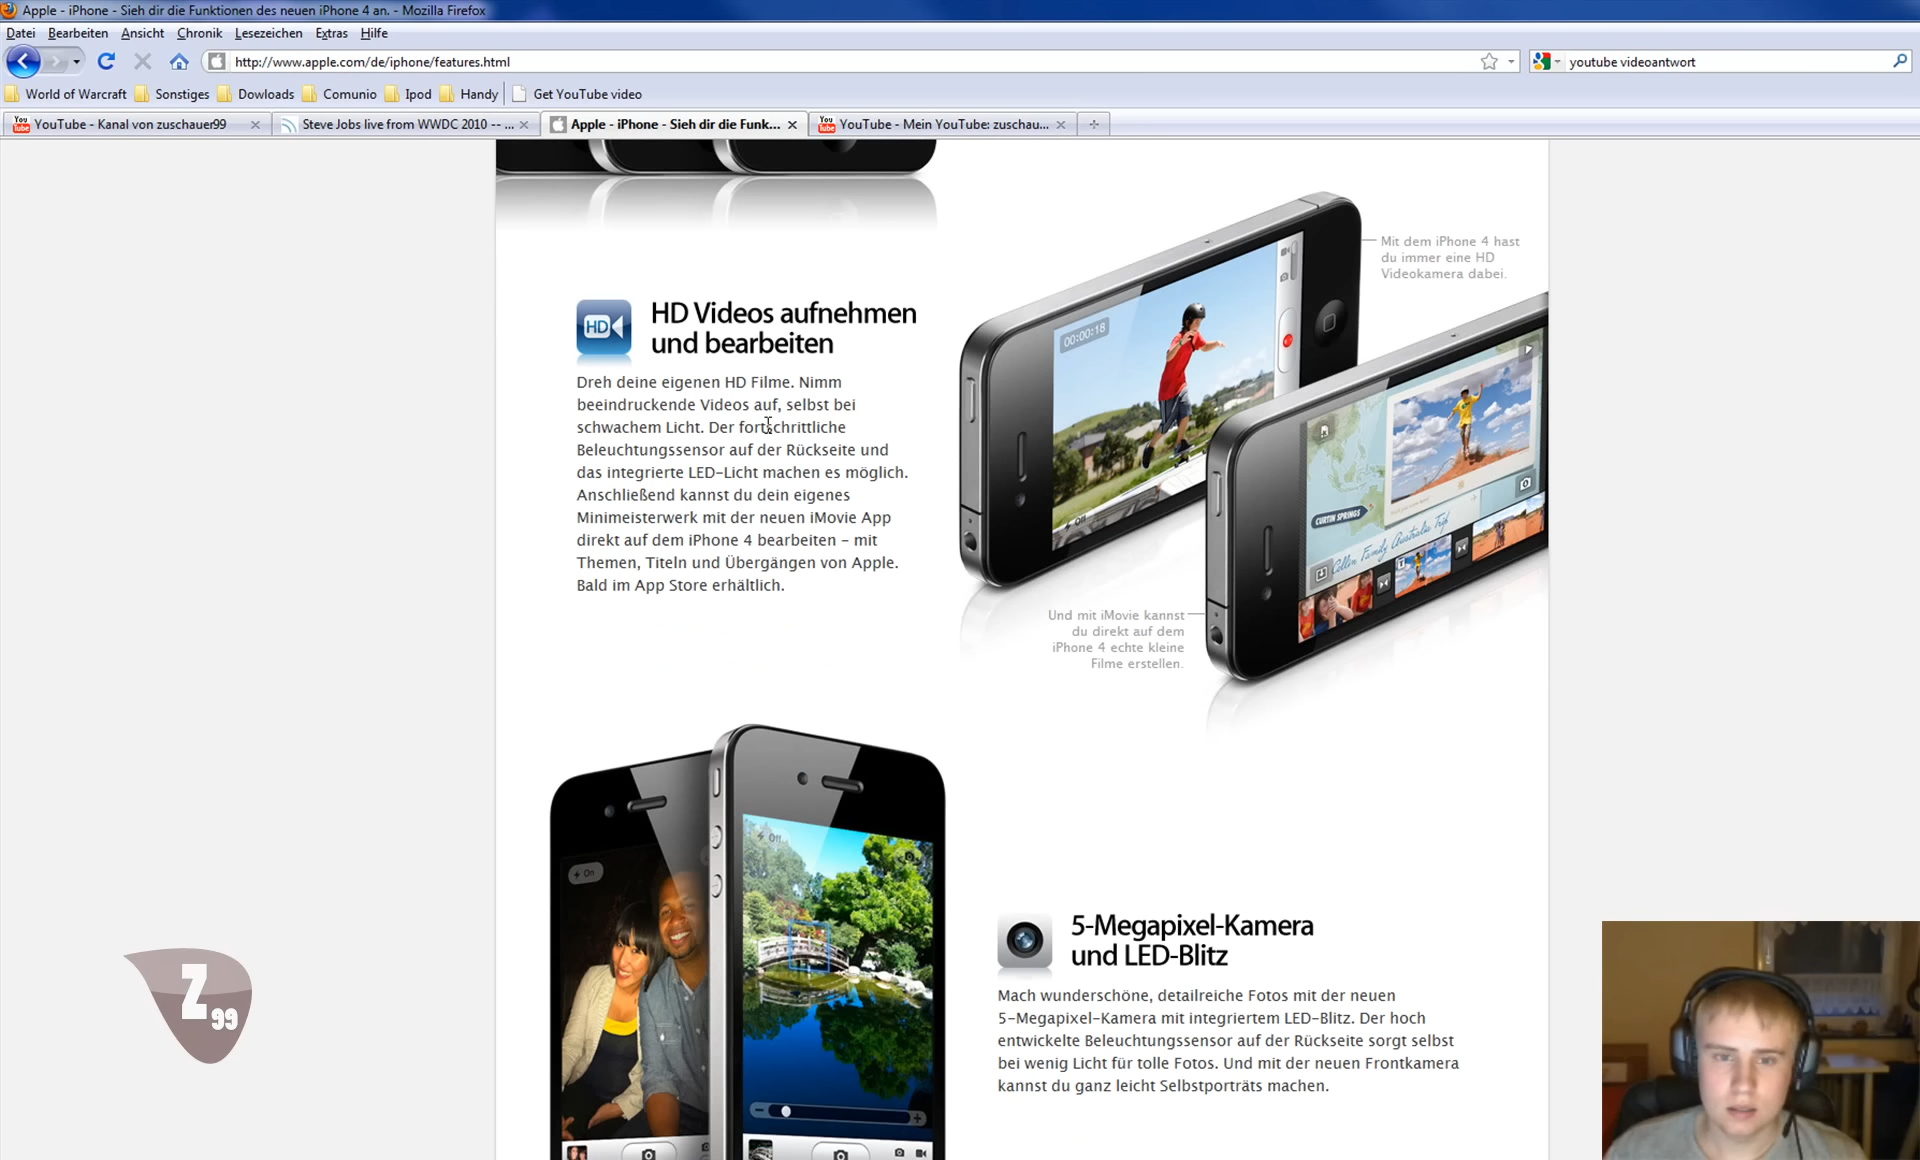 Apple - iPhone - Sieh dir die Funktionen des neuen iPhone 4 an. - Mozilla Firefox
Datei Bearbeiten Ansicht Chronik Lesezeichen Extras Hilfe
http://www.apple.com/de/iphone/features.html
youtube videoantwort
World of Warcraft Sonstiges Dowloads Comunio Ipod Handy Get YouTube video
YouTube - Kanal von zuschauer99
Steve Jobs live from WWDC 2010 -- ...
Apple - iPhone - Sieh dir die Funk...
YouTube - Mein YouTube: zuschau...
Mit dem iPhone 4 hast
du immer eine HD
Videokamera dabei.
HD
HD Videos aufnehmen
und bearbeiten
Dreh deine eigenen HD Filme. Nimm
beeindruckende Videos auf, selbst bei
schwachem Licht. Der fortschrittliche
Beleuchtungssensor auf der Rückseite und
das integrierte LED-Licht machen es möglich.
Anschließend kannst du dein eigenes
Minimeisterwerk mit der neuen iMovie App
direkt auf dem iPhone 4 bearbeiten – mit
Themen, Titeln und Übergängen von Apple.
Bald im App Store erhältlich.
00:00:18
Off
CURTIN SPRINGS
Family Australia Trip
Und mit iMovie kannst
du direkt auf dem
iPhone 4 echte kleine
Filme erstellen.
Off
On
5-Megapixel-Kamera
und LED-Blitz
Mach wunderschöne, detailreiche Fotos mit der neuen
5-Megapixel-Kamera mit integriertem LED-Blitz. Der hoch
entwickelte Beleuchtungssensor auf der Rückseite sorgt selbst
bei wenig Licht für tolle Fotos. Und mit der neuen Frontkamera
kannst du ganz leicht Selbstporträts machen.
Z 99